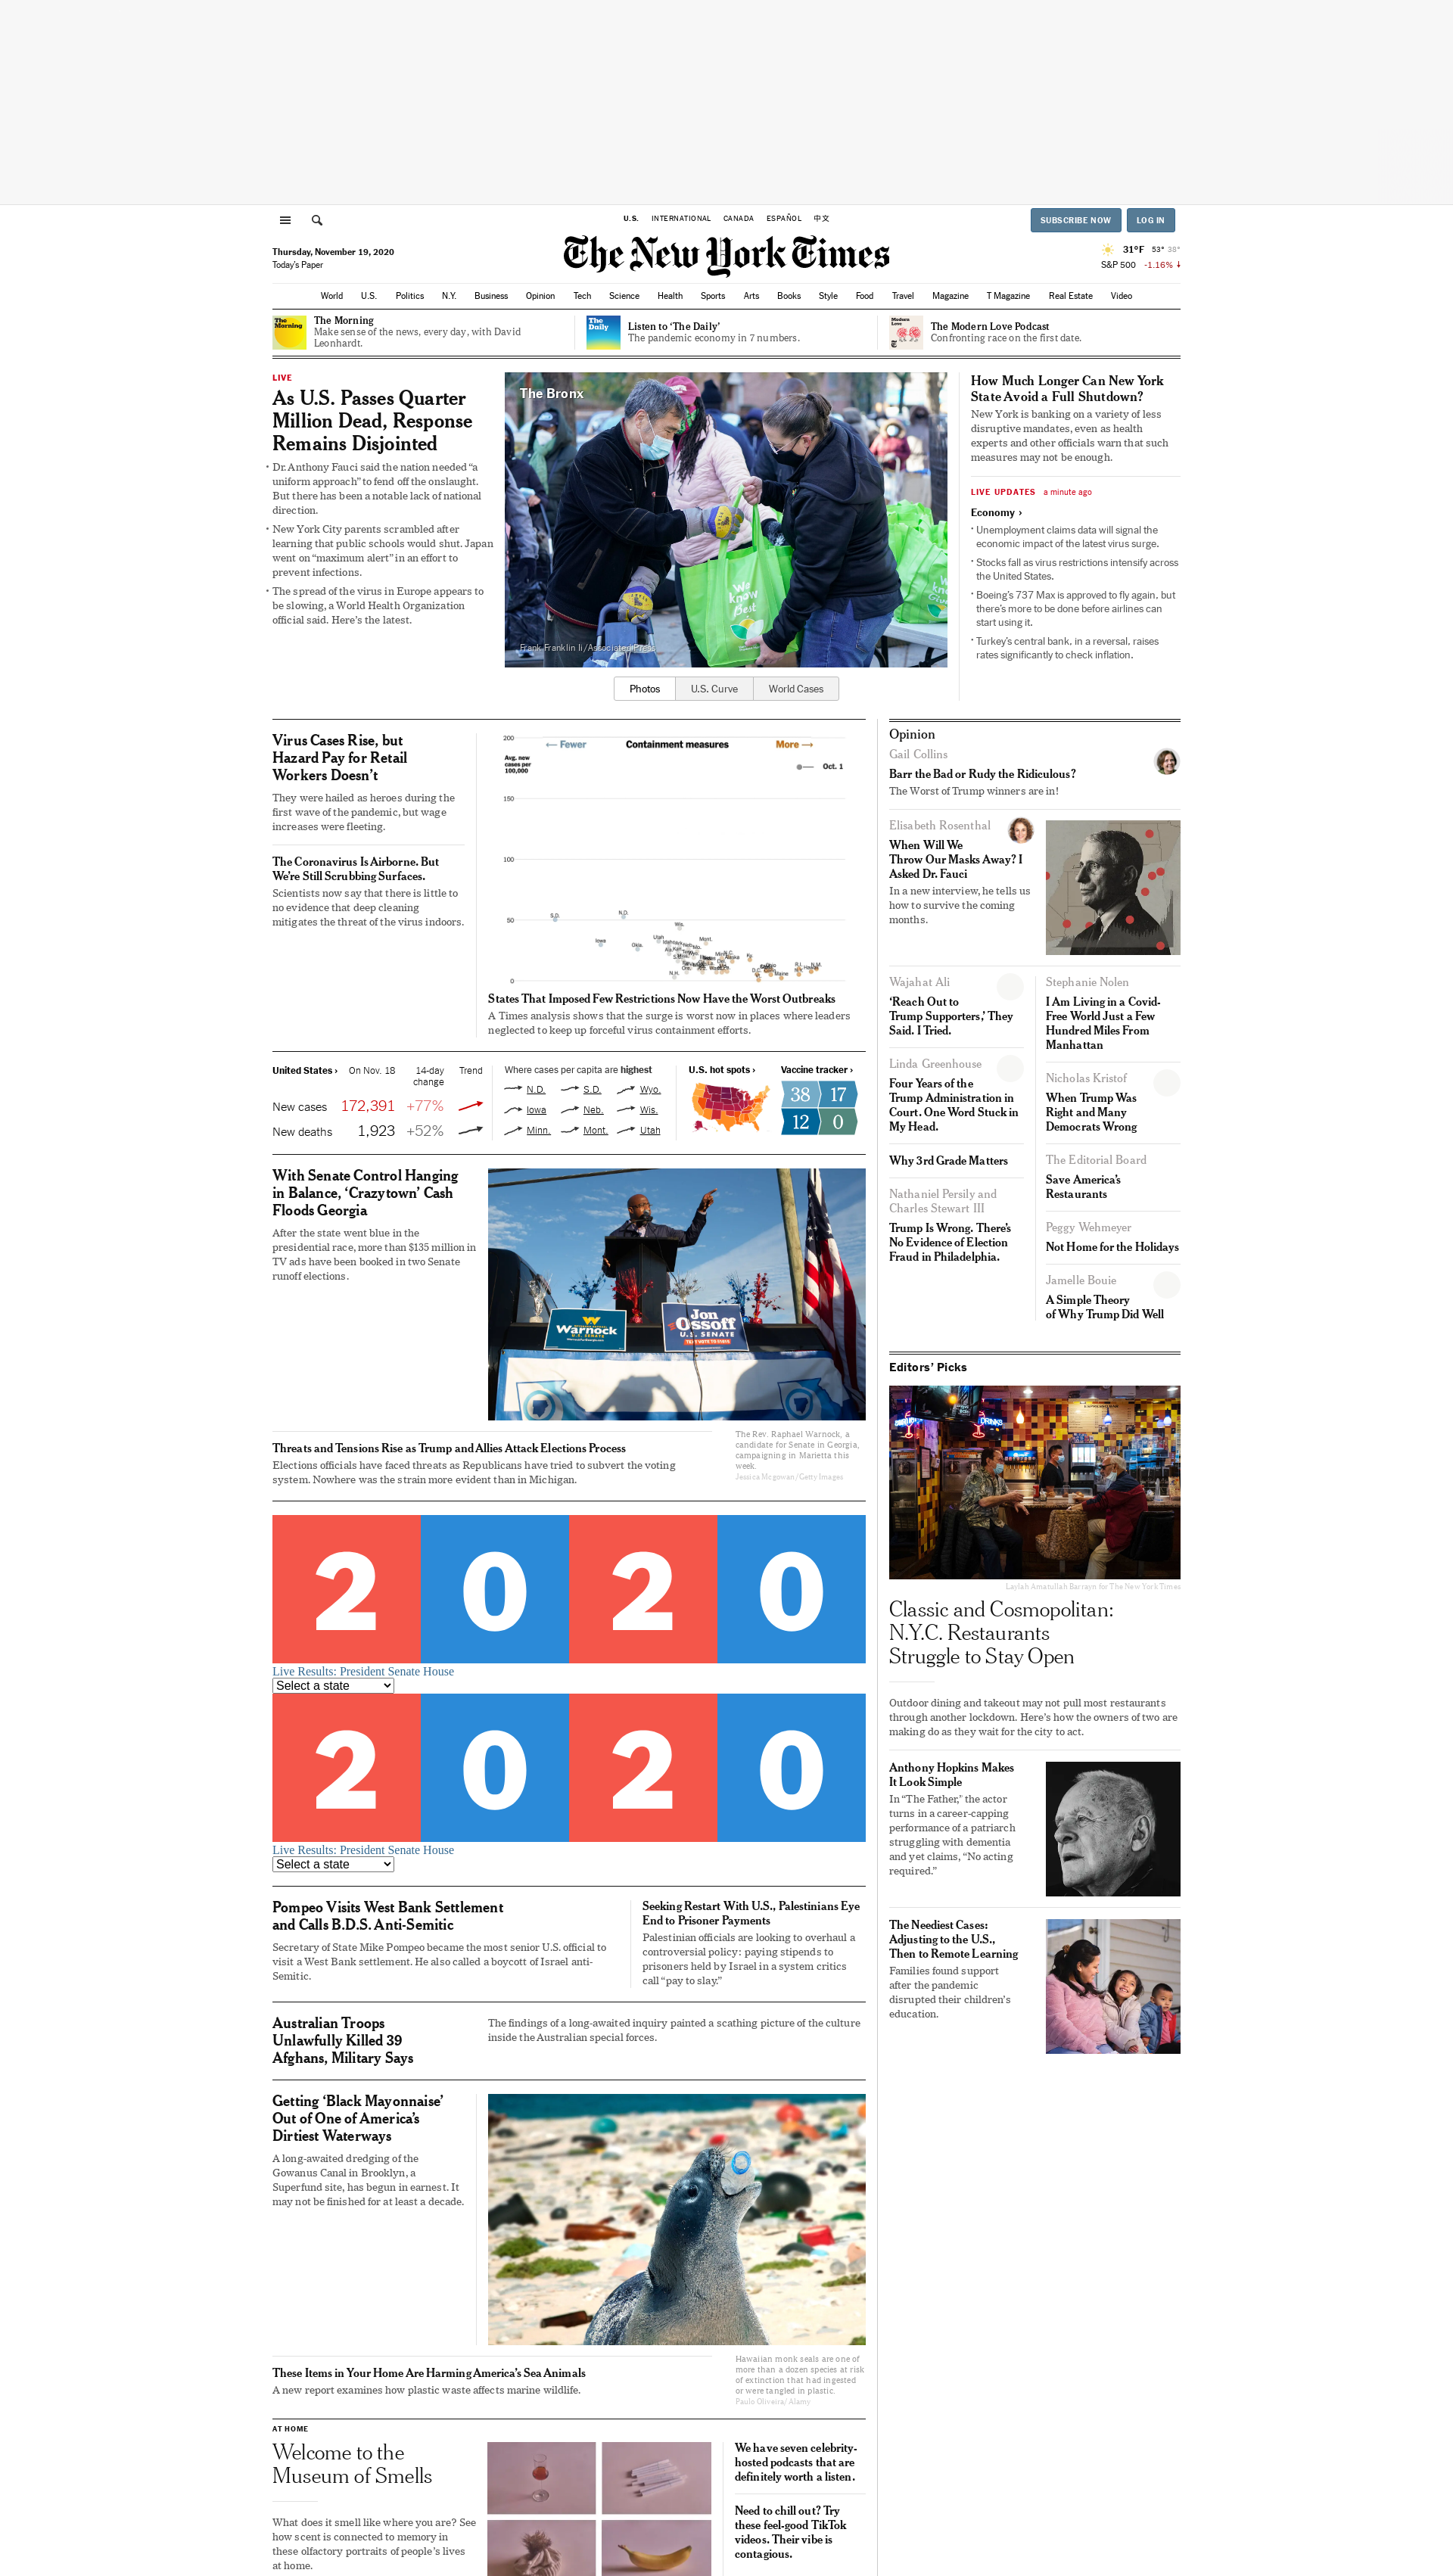 U.S. INTERNATIONAL CANADA ESPAÑOL 中文
SUBSCRIBE NOW LOG IN
Thursday, November 19, 2020
Today's Paper
The New York Times
31°F 53° 38°
S&P 500 -1.16% ↓
World U.S. Politics N.Y. Business Opinion Tech Science Health Sports Arts Books Style Food Travel Magazine T Magazine Real Estate Video
The Morning
The Morning
Make sense of the news, every day, with David
Leonhardt.
The Daily
Listen to ‘The Daily’
The pandemic economy in 7 numbers.
Modern Love
The Modern Love Podcast
Confronting race on the first date.
LIVE
As U.S. Passes Quarter
Million Dead, Response
Remains Disjointed
• Dr. Anthony Fauci said the nation needed “a
uniform approach” to fend off the onslaught.
But there has been a notable lack of national
direction.
• New York City parents scrambled after
learning that public schools would shut. Japan
went on “maximum alert” in an effort to
prevent infections.
• The spread of the virus in Europe appears to
be slowing, a World Health Organization
official said. Here’s the latest.
The Bronx
We
know
Best
Frank Franklin Ii/Associated Press
Photos U.S. Curve World Cases
How Much Longer Can New York
State Avoid a Full Shutdown?
New York is banking on a variety of less
disruptive mandates, even as health
experts and other officials warn that such
measures may not be enough.
LIVE UPDATES a minute ago
Economy ›
• Unemployment claims data will signal the
economic impact of the latest virus surge.
• Stocks fall as virus restrictions intensify across
the United States.
• Boeing’s 737 Max is approved to fly again, but
there’s more to be done before airlines can
start using it.
• Turkey’s central bank, in a reversal, raises
rates significantly to check inflation.
Virus Cases Rise, but
Hazard Pay for Retail
Workers Doesn’t
They were hailed as heroes during the
first wave of the pandemic, but wage
increases were fleeting.
The Coronavirus Is Airborne. But
We’re Still Scrubbing Surfaces.
Scientists now say that there is little to
no evidence that deep cleaning
mitigates the threat of the virus indoors.
200
← Fewer Containment measures More →
Avg. new
cases per
100,000
Oct. 1
150
100
50
S.D. N.D. Wis.
Iowa Okla. Utah Mont.
N.H. Maine
0
States That Imposed Few Restrictions Now Have the Worst Outbreaks
A Times analysis shows that the surge is worst now in places where leaders
neglected to keep up forceful virus containment efforts.
United States › On Nov. 18 14-day
change Trend
New cases 172,391 +77%
New deaths 1,923 +52%
Where cases per capita are highest
N.D. S.D. Wyo.
Iowa Neb. Wis.
Minn. Mont. Utah
U.S. hot spots ›
Vaccine tracker ›
38 17
12 0
With Senate Control Hanging
in Balance, ‘Crazytown’ Cash
Floods Georgia
After the state went blue in the
presidential race, more than $135 million in
TV ads have been booked in two Senate
runoff elections.
Warnock
Jon
Ossoff
U.S. SENATE
Threats and Tensions Rise as Trump and Allies Attack Elections Process
Elections officials have faced threats as Republicans have tried to subvert the voting
system. Nowhere was the strain more evident than in Michigan.
The Rev. Raphael Warnock, a
candidate for Senate in Georgia,
campaigning in Marietta this
week.
Jessica Mcgowan/Getty Images
2020
Live Results: President Senate House
Select a state
2020
Live Results: President Senate House
Select a state
Pompeo Visits West Bank Settlement
and Calls B.D.S. Anti-Semitic
Secretary of State Mike Pompeo became the most senior U.S. official to
visit a West Bank settlement. He also called a boycott of Israel anti-
Semitic.
Seeking Restart With U.S., Palestinians Eye
End to Prisoner Payments
Palestinian officials are looking to overhaul a
controversial policy: paying stipends to
prisoners held by Israel in a system critics
call “pay to slay.”
Australian Troops
Unlawfully Killed 39
Afghans, Military Says
The findings of a long-awaited inquiry painted a scathing picture of the culture
inside the Australian special forces.
Getting ‘Black Mayonnaise’
Out of One of America’s
Dirtiest Waterways
A long-awaited dredging of the
Gowanus Canal in Brooklyn, a
Superfund site, has begun in earnest. It
may not be finished for at least a decade.
These Items in Your Home Are Harming America’s Sea Animals
A new report examines how plastic waste affects marine wildlife.
Hawaiian monk seals are one of
more than a dozen species at risk
of extinction that had ingested
or were tangled in plastic.
Paulo Oliveira/ Alamy
AT HOME
Welcome to the
Museum of Smells
What does it smell like where you are? See
how scent is connected to memory in
these olfactory portraits of people’s lives
at home.
We have seven celebrity-
hosted podcasts that are
definitely worth a listen.
Need to chill out? Try
these feel-good TikTok
videos. Their vibe is
contagious.
Opinion
Gail Collins
Barr the Bad or Rudy the Ridiculous?
The Worst of Trump winners are in!
Elisabeth Rosenthal
When Will We
Throw Our Masks Away? I
Asked Dr. Fauci
In a new interview, he tells us
how to survive the coming
months.
Wajahat Ali
‘Reach Out to
Trump Supporters,’ They
Said. I Tried.
Linda Greenhouse
Four Years of the
Trump Administration in
Court. One Word Stuck in
My Head.
Why 3rd Grade Matters
Nathaniel Persily and
Charles Stewart III
Trump Is Wrong. There’s
No Evidence of Election
Fraud in Philadelphia.
Stephanie Nolen
I Am Living in a Covid-
Free World Just a Few
Hundred Miles From
Manhattan
Nicholas Kristof
When Trump Was
Right and Many
Democrats Wrong
The Editorial Board
Save America’s
Restaurants
Peggy Wehmeyer
Not Home for the Holidays
Jamelle Bouie
A Simple Theory
of Why Trump Did Well
Editors’ Picks
DRINKS
Laylah Amatullah Barrayn for The New York Times
Classic and Cosmopolitan:
N.Y.C. Restaurants
Struggle to Stay Open
Outdoor dining and takeout may not pull most restaurants
through another lockdown. Here’s how the owners of two are
making do as they wait for the city to act.
Anthony Hopkins Makes
It Look Simple
In “The Father,” the actor
turns in a career-capping
performance of a patriarch
struggling with dementia
and yet claims, “No acting
required.”
The Neediest Cases:
Adjusting to the U.S.,
Then to Remote Learning
Families found support
after the pandemic
disrupted their children’s
education.